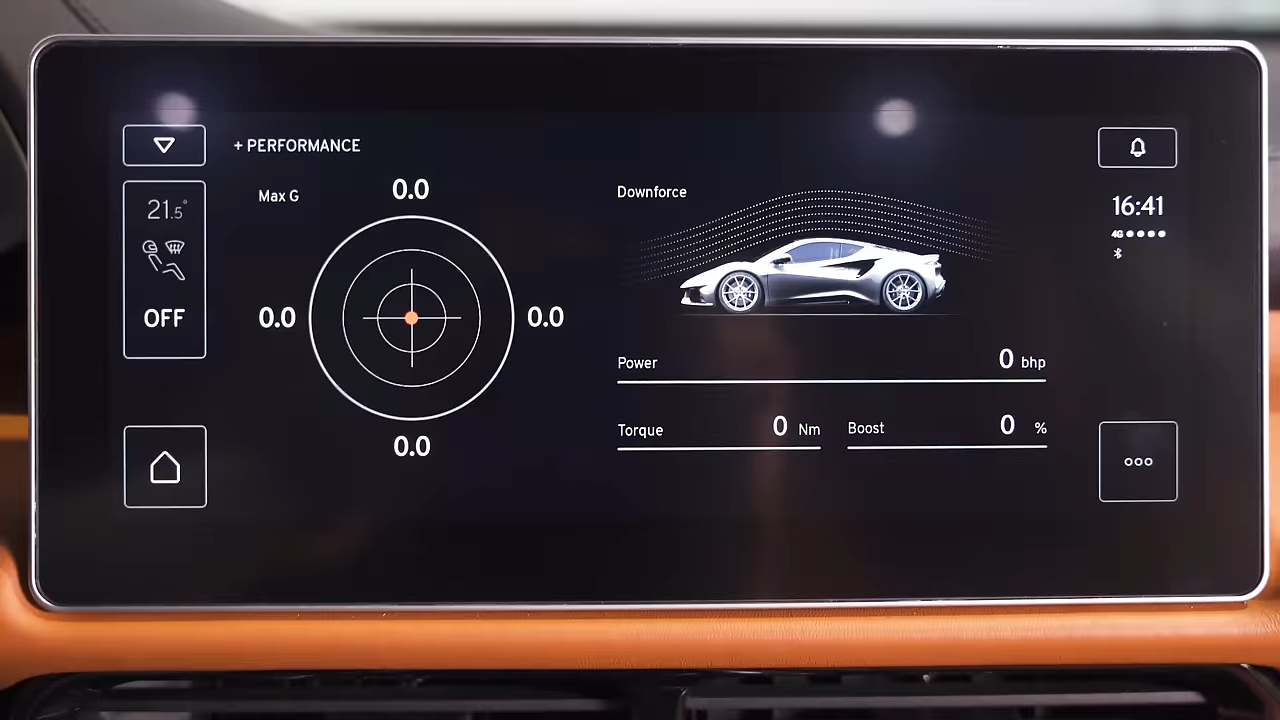 + PERFORMANCE
21.5°
OFF
Max G
0.0
0.0
0.0
0.0
Downforce
Power 0 bhp
Torque 0 Nm
Boost 0 %
16:41
4G